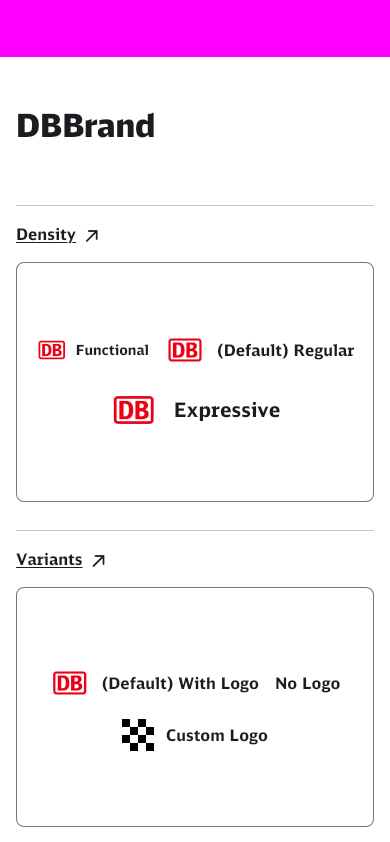 DBBrand
Density
DB Functional DB (Default) Regular
DB Expressive
Variants
DB (Default) With Logo No Logo
Custom Logo